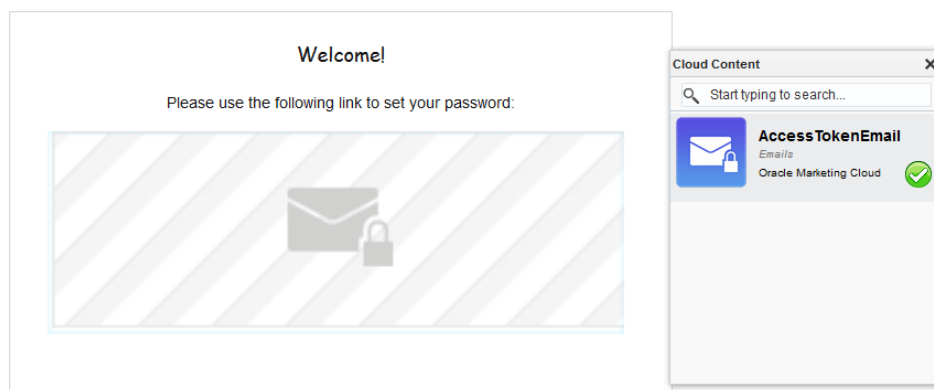 Welcome!
Please use the following link to set your password:
Cloud Content
Start typing to search...
AccessTokenEmail
Emails
Oracle Marketing Cloud